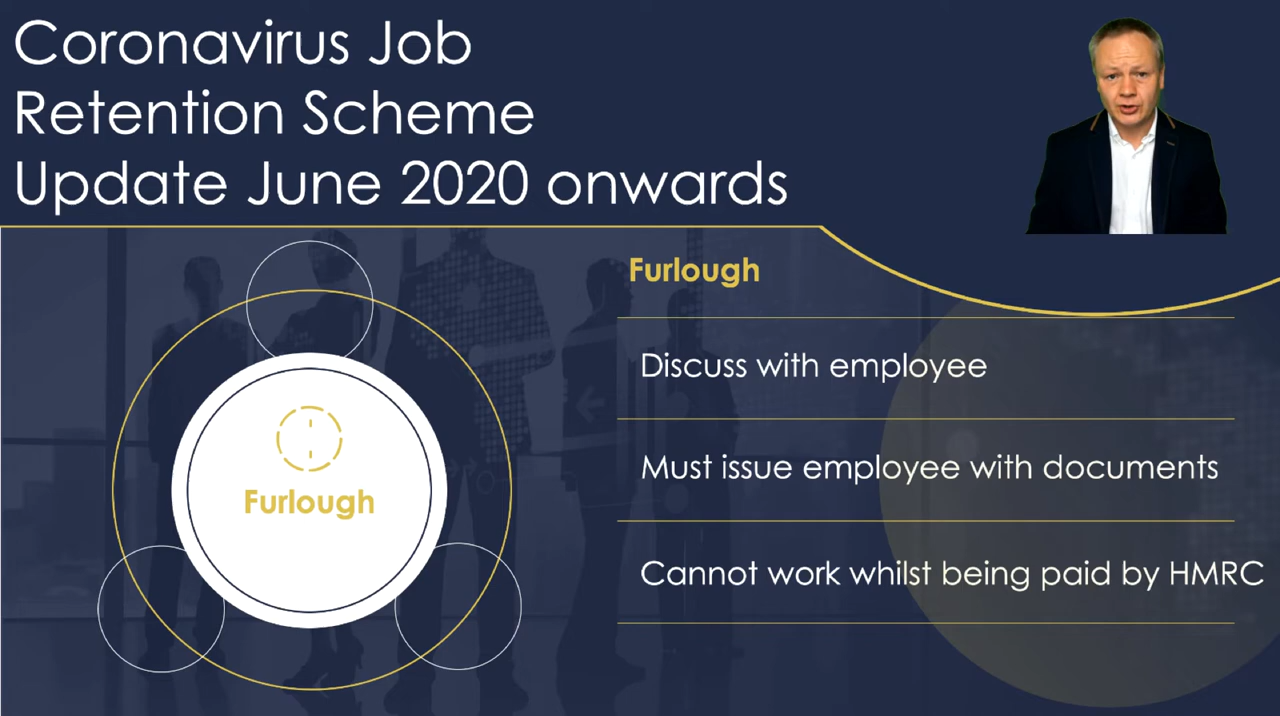 Coronavirus Job
Retention Scheme
Update June 2020 onwards
Furlough
Furlough
Discuss with employee
Must issue employee with documents
Cannot work whilst being paid by HMRC